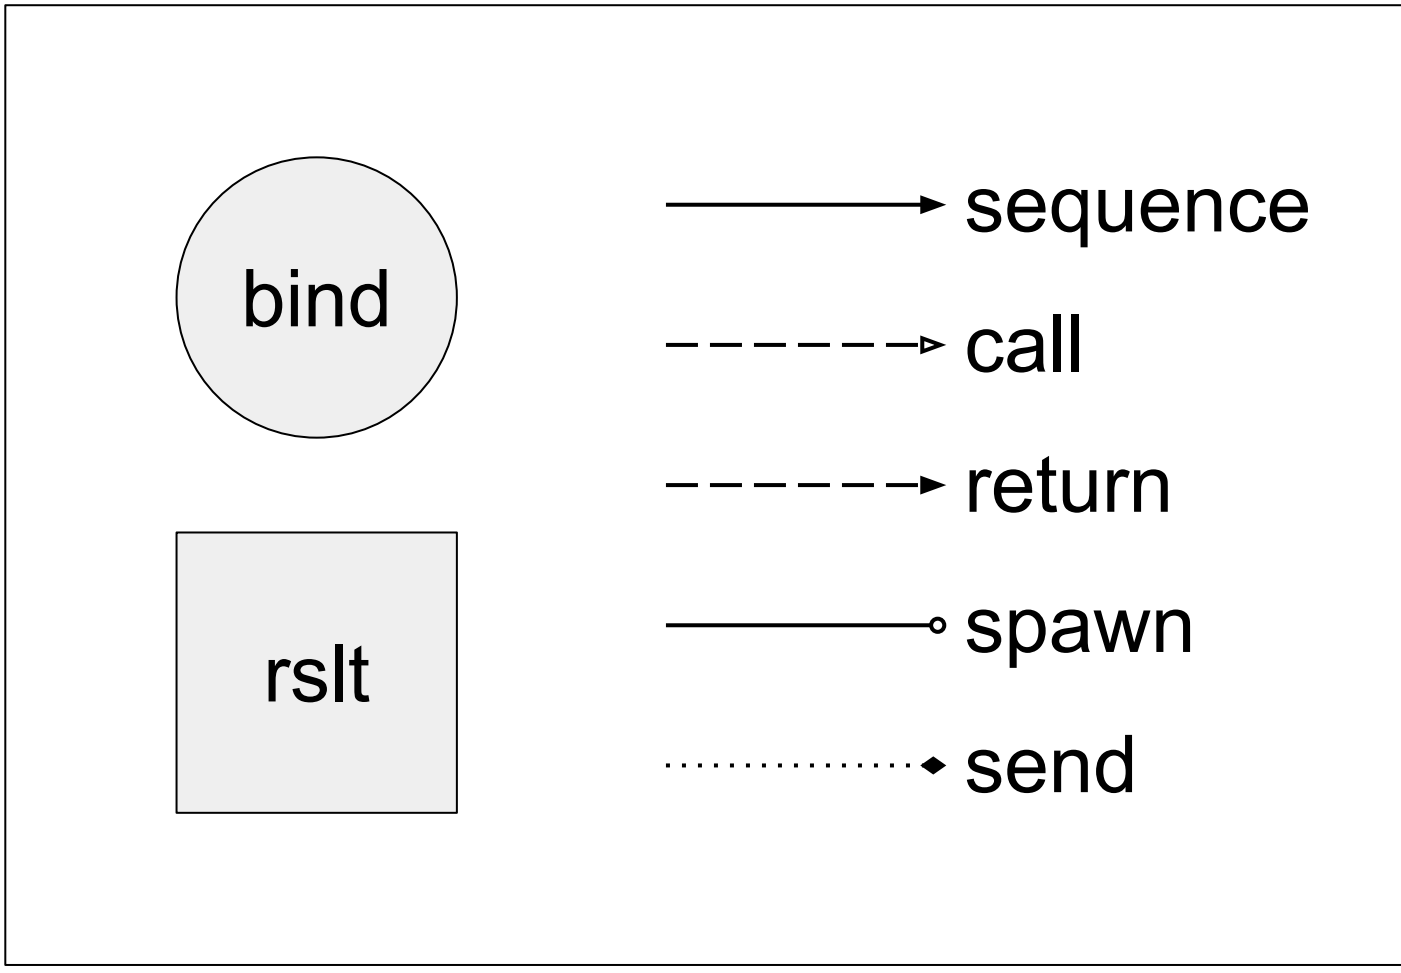 bind
rslt
sequence
call
return
spawn
send